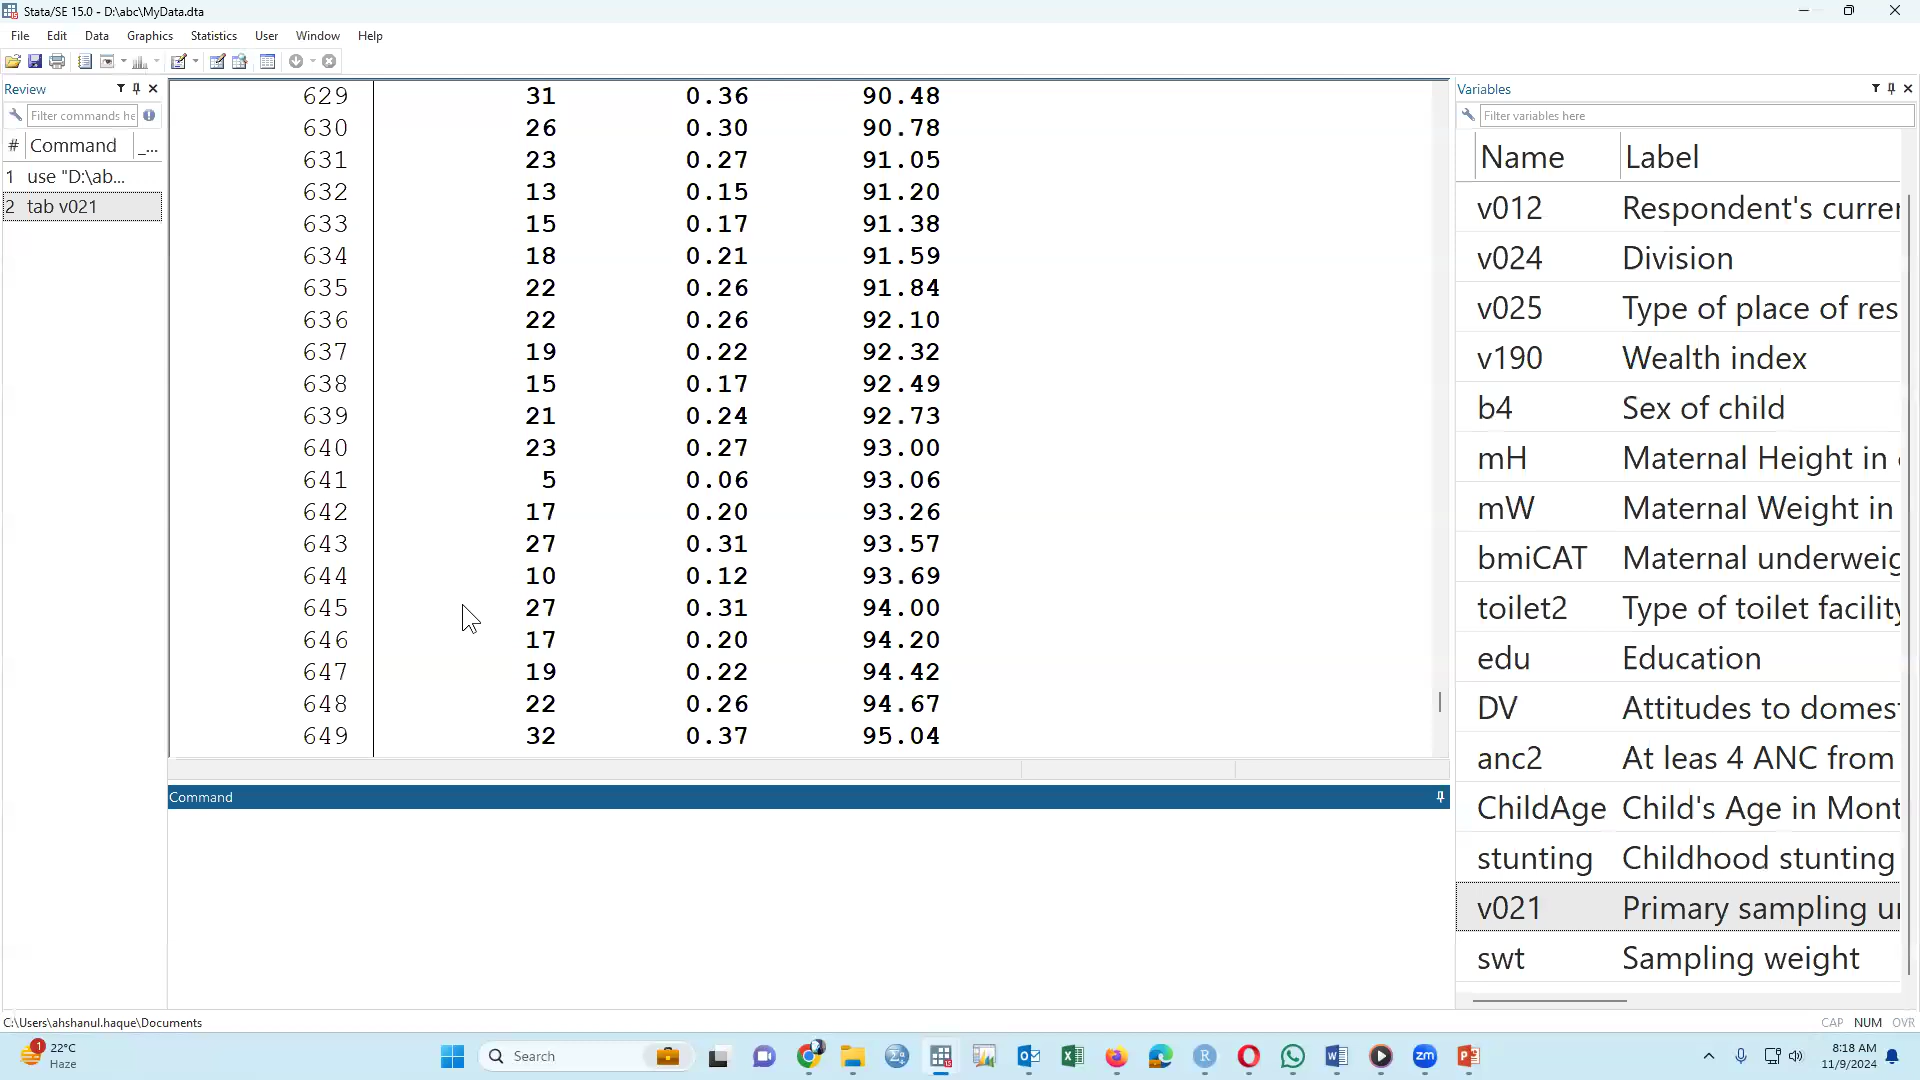 Stata/SE 15.0 - D:\abc\MyData.dta
File Edit Data Graphics Statistics User Window Help
Review
Filter commands he
# Command _...
1 use "D:\ab...
2 tab v021
629 31 0.36 90.48
630 26 0.30 90.78
631 23 0.27 91.05
632 13 0.15 91.20
633 15 0.17 91.38
634 18 0.21 91.59
635 22 0.26 91.84
636 22 0.26 92.10
637 19 0.22 92.32
638 15 0.17 92.49
639 21 0.24 92.73
640 23 0.27 93.00
641 5 0.06 93.06
642 17 0.20 93.26
643 27 0.31 93.57
644 10 0.12 93.69
645 27 0.31 94.00
646 17 0.20 94.20
647 19 0.22 94.42
648 22 0.26 94.67
649 32 0.37 95.04
Command
Variables
Filter variables here
Name Label
v012 Respondent's curre
v024 Division
v025 Type of place of res
v190 Wealth index
b4 Sex of child
mH Maternal Height in
mW Maternal Weight in
bmiCAT Maternal underweig
toilet2 Type of toilet facility
edu Education
DV Attitudes to domes
anc2 At leas 4 ANC from
ChildAge Child's Age in Mont
stunting Childhood stunting
v021 Primary sampling u
swt Sampling weight
C:\Users\ahshanul.haque\Documents
CAP NUM OVR
1
22°C
Haze
Search
zm
8:18 AM
11/9/2024